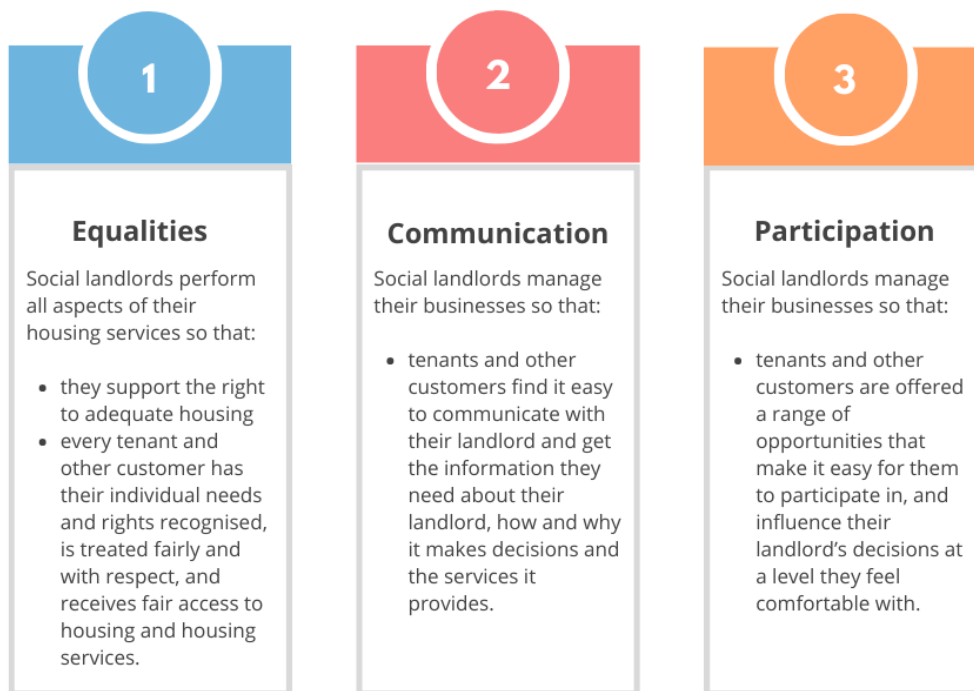 1
Equalities
Social landlords perform
all aspects of their
housing services so that:
• they support the right
to adequate housing
• every tenant and
other customer has
their individual needs
and rights recognised,
is treated fairly and
with respect, and
receives fair access to
housing and housing
services.
2
Communication
Social landlords manage
their businesses so that:
• tenants and other
customers find it easy
to communicate with
their landlord and get
the information they
need about their
landlord, how and why
it makes decisions and
the services it
provides.
3
Participation
Social landlords manage
their businesses so that:
• tenants and other
customers are offered
a range of
opportunities that
make it easy for them
to participate in, and
influence their
landlord’s decisions at
a level they feel
comfortable with.